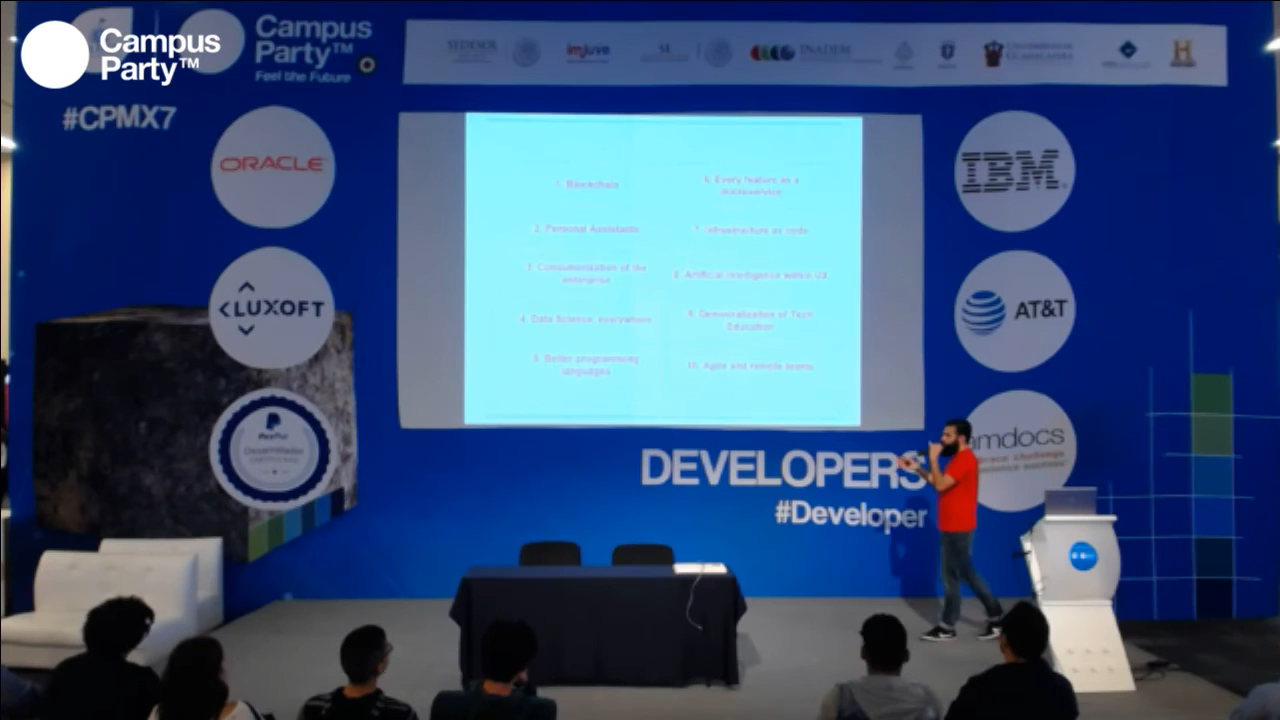 Campus
Party™
Campus
Party™
Feel the Future
#CPMX7
SEDESOL
imjuve
INADEM
ORACLE
LUXOFT
PayPal
IBM
AT&T
amdocs
1. Blockchain
2. Personal Assistants
3. Consumerization of the
enterprise
4. Data Science, everywhere
5. Better programming
languages
6. Every feature as a
microservice
7. Infrastructure as code
8. Artificial Intelligence within UX
9. Democratization of Tech
Education
10. Agile and remote teams
DEVELOPERS
#Developer